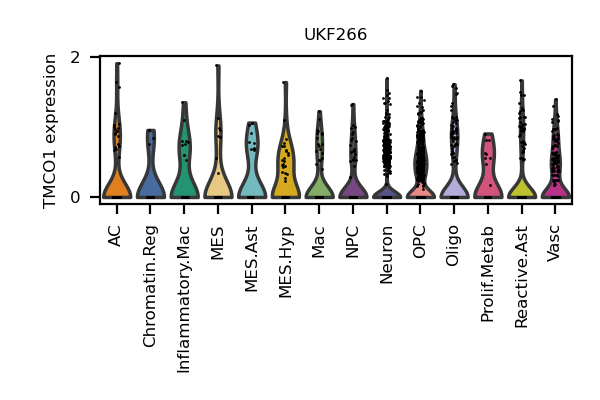 UKF266
TMCO1 expression
2
0
AC
Chromatin.Reg
Inflammatory.Mac
MES
MES.Ast
MES.Hyp
Mac
NPC
Neuron
OPC
Oligo
Prolif.Metab
Reactive.Ast
Vasc